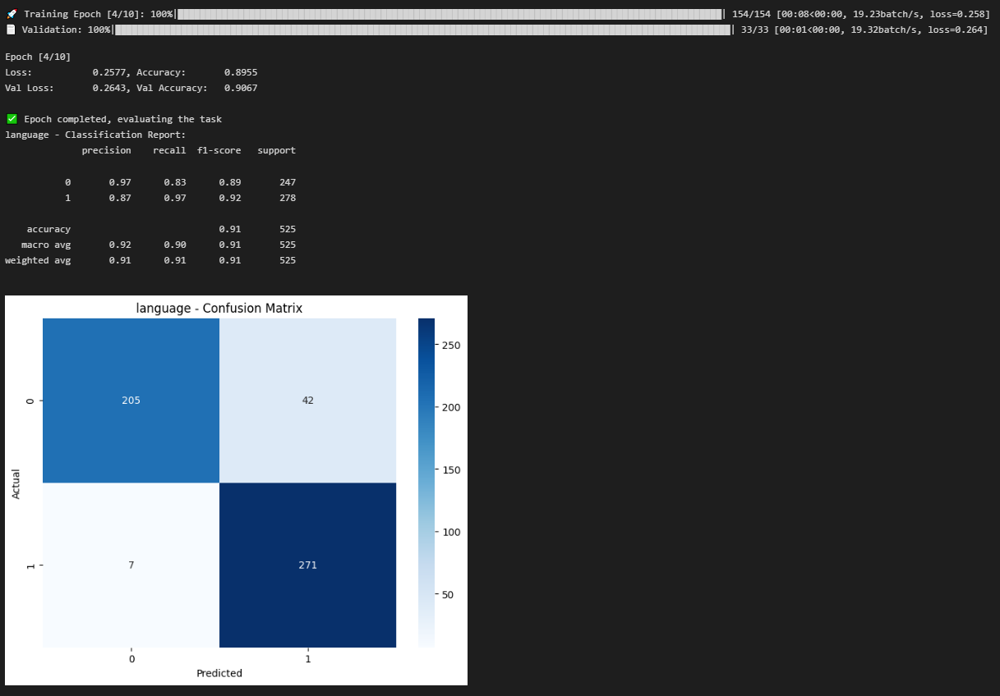 🚀 Training Epoch [4/10]: 100%|██████████| 154/154 [00:08<00:00, 19.23batch/s, loss=0.258]
📄 Validation: 100%|██████████| 33/33 [00:01<00:00, 19.32batch/s, loss=0.264]
Epoch [4/10]
Loss: 0.2577, Accuracy: 0.8955
Val Loss: 0.2643, Val Accuracy: 0.9067
✅ Epoch completed, evaluating the task
language - Classification Report:
precision recall f1-score support
0 0.97 0.83 0.89 247
1 0.87 0.97 0.92 278
accuracy 0.91 525
macro avg 0.92 0.90 0.91 525
weighted avg 0.91 0.91 0.91 525
language - Confusion Matrix
250
200
150
100
50
Actual
0
205 42
1
7 271
0 1
Predicted